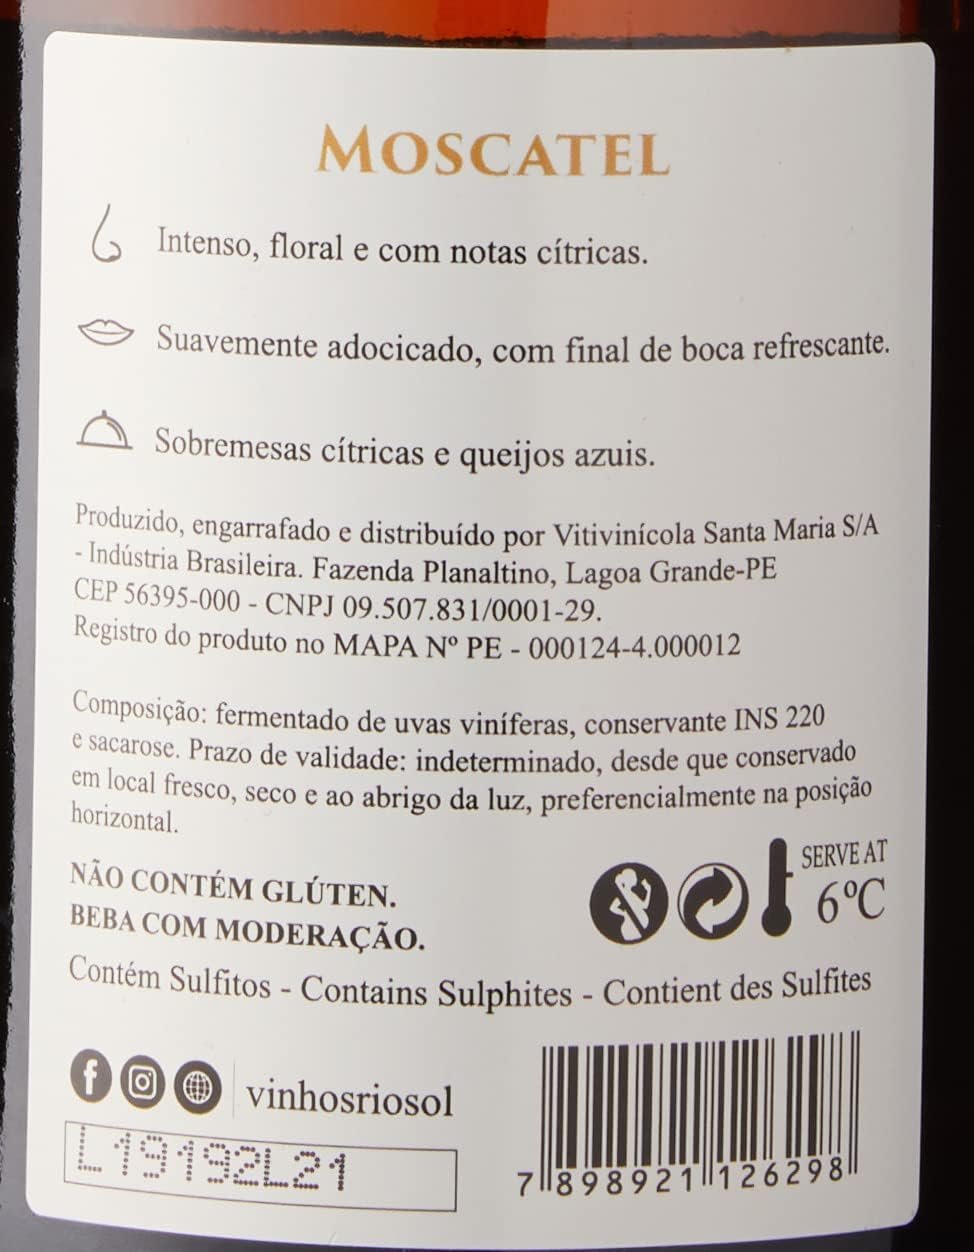 MOSCATEL
Intenso, floral e com notas cítricas.
Suavemente adocicado, com final de boca refrescante.
Sobremesas cítricas e queijos azuis.
Produzido, engarrafado e distribuído por Vitivinícola Santa Maria S/A
- Indústria Brasileira. Fazenda Planaltino, Lagoa Grande-PE
CEP 56395-000 - CNPJ 09.507.831/0001-29.
Registro do produto no MAPA Nº PE - 000124-4.000012
Composição: fermentado de uvas viníferas, conservante INS 220
e sacarose. Prazo de validade: indeterminado, desde que conservado
em local fresco, seco e ao abrigo da luz, preferencialmente na posição
horizontal.
NÃO CONTÉM GLÚTEN.
BEBA COM MODERAÇÃO.
SERVE AT
6ºC
Contém Sulfitos - Contains Sulphites - Contient des Sulfites
vinhosriosol
L19192L21
7 898921 126298